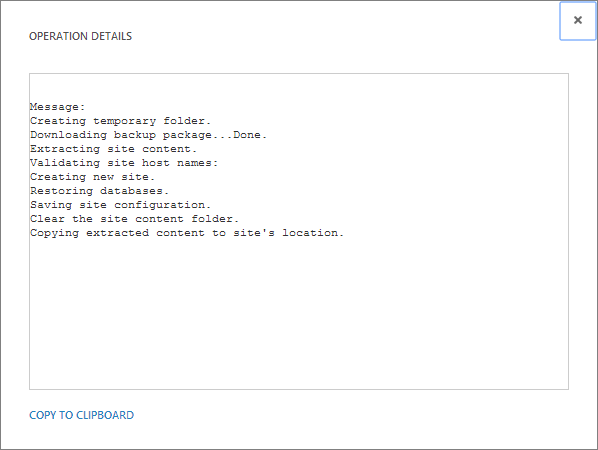 OPERATION DETAILS
Message:
Creating temporary folder.
Downloading backup package...Done.
Extracting site content.
Validating site host names:
Creating new site.
Restoring databases.
Saving site configuration.
Clear the site content folder.
Copying extracted content to site's location.
COPY TO CLIPBOARD